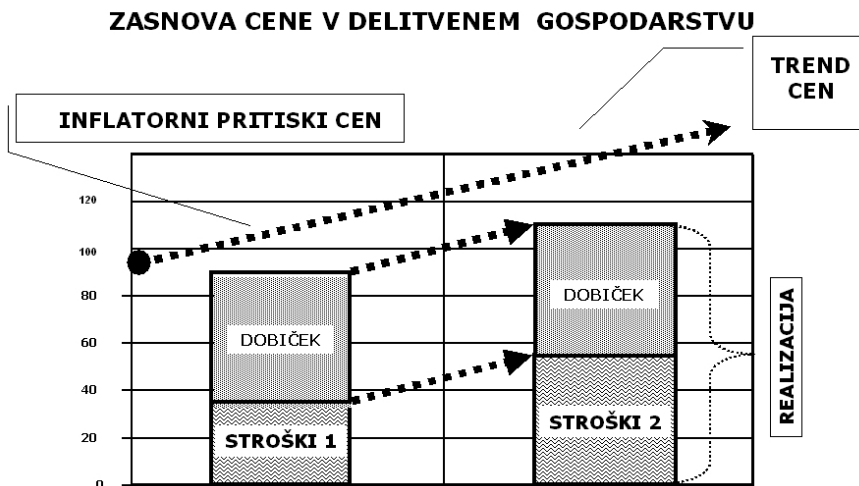 ZASNOVA CENE V DELITVENEM GOSPODARSTVU
TREND
CEN
INFLATORNI PRITISKI CEN
120
100
80
60
40
20
0
DOBIČEK
STROŠKI 1
DOBIČEK
STROŠKI 2
REALIZACIJA